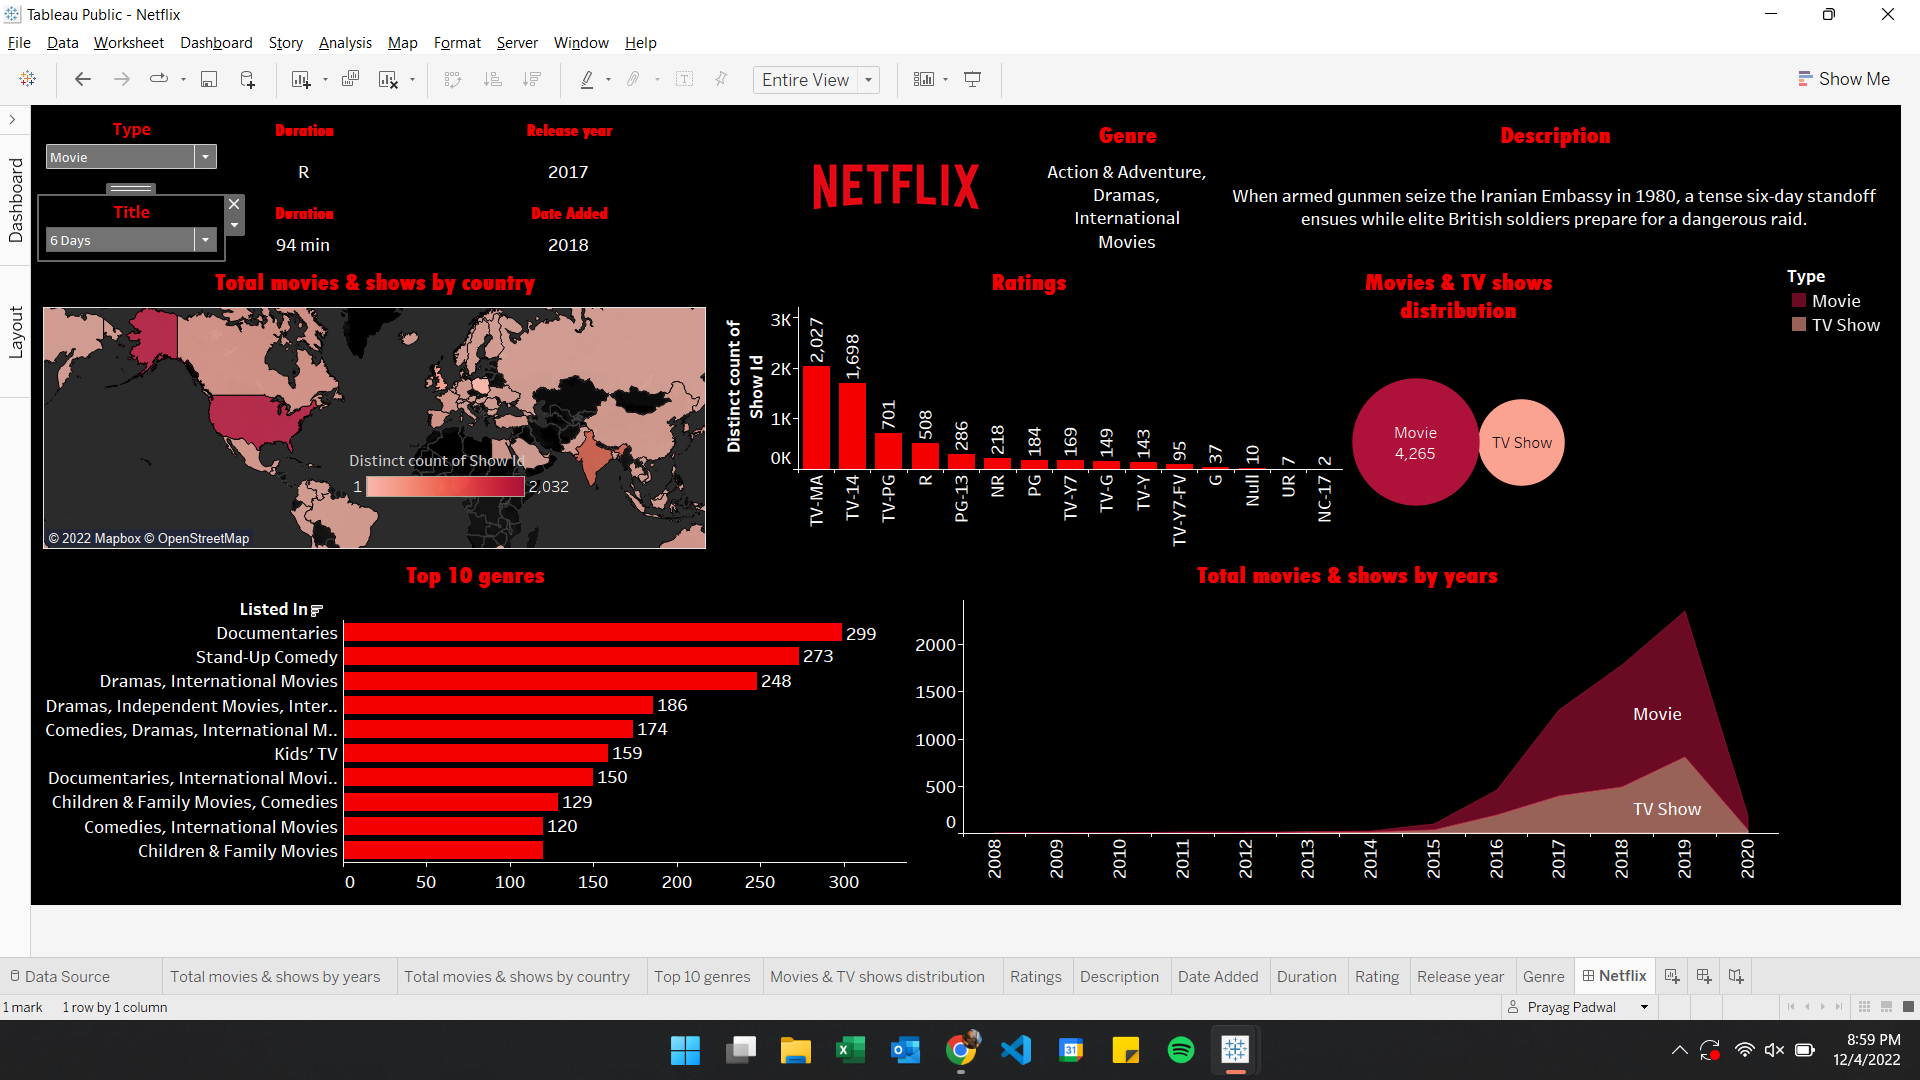 Tableau Public - Netflix
File Data Worksheet Dashboard Story Analysis Map Format Server Window Help
Entire View
Show Me
Dashboard
Layout
Type
Movie
Title
6 Days
Duration
R
Duration
94 min
Release year
2017
Date Added
2018
NETFLIX
Genre
Action & Adventure,
Dramas,
International
Movies
Description
When armed gunmen seize the Iranian Embassy in 1980, a tense six-day standoff
ensues while elite British soldiers prepare for a dangerous raid.
Total movies & shows by country
Distinct count of Show Id
1 2,032
© 2022 Mapbox © OpenStreetMap
Ratings
Distinct count of
Show Id
3K
2K
1K
0K
2,027 1,698 701 508 286 218 184 169 149 143 95 37 10 7 2
TV-MA TV-14 TV-PG R PG-13 NR PG TV-Y7 TV-G TV-Y TV-Y7-FV G Null UR NC-17
Movies & TV shows
distribution
Movie
4,265
TV Show
Type
Movie
TV Show
Top 10 genres
Listed In
Documentaries 299
Stand-Up Comedy 273
Dramas, International Movies 248
Dramas, Independent Movies, Inter.. 186
Comedies, Dramas, International M.. 174
Kids’ TV 159
Documentaries, International Movi.. 150
Children & Family Movies, Comedies 129
Comedies, International Movies 120
Children & Family Movies
0 50 100 150 200 250 300
Total movies & shows by years
2000
1500
1000
500
0
Movie
TV Show
2008 2009 2010 2011 2012 2013 2014 2015 2016 2017 2018 2019 2020
Data Source Total movies & shows by years Total movies & shows by country Top 10 genres Movies & TV shows distribution Ratings Description Date Added Duration Rating Release year Genre Netflix
1 mark 1 row by 1 column
Prayag Padwal
31
8:59 PM
12/4/2022